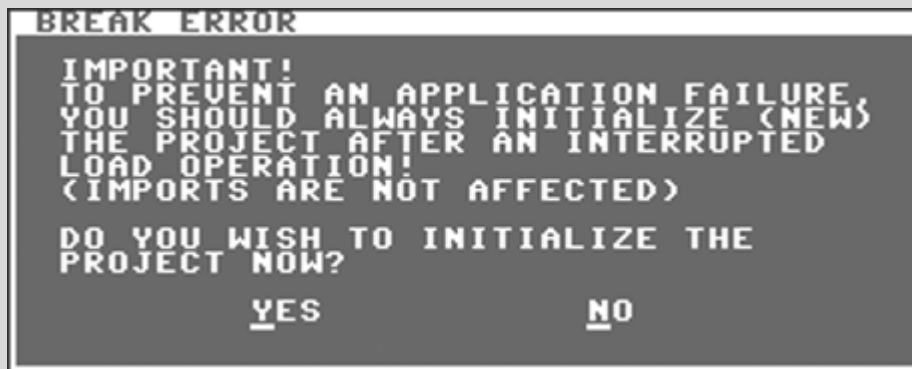 BREAK ERROR
IMPORTANT!
TO PREVENT AN APPLICATION FAILURE,
YOU SHOULD ALWAYS INITIALIZE (NEW)
THE PROJECT AFTER AN INTERRUPTED
LOAD OPERATION!
(IMPORTS ARE NOT AFFECTED)
DO YOU WISH TO INITIALIZE THE
PROJECT NOW?
YES NO